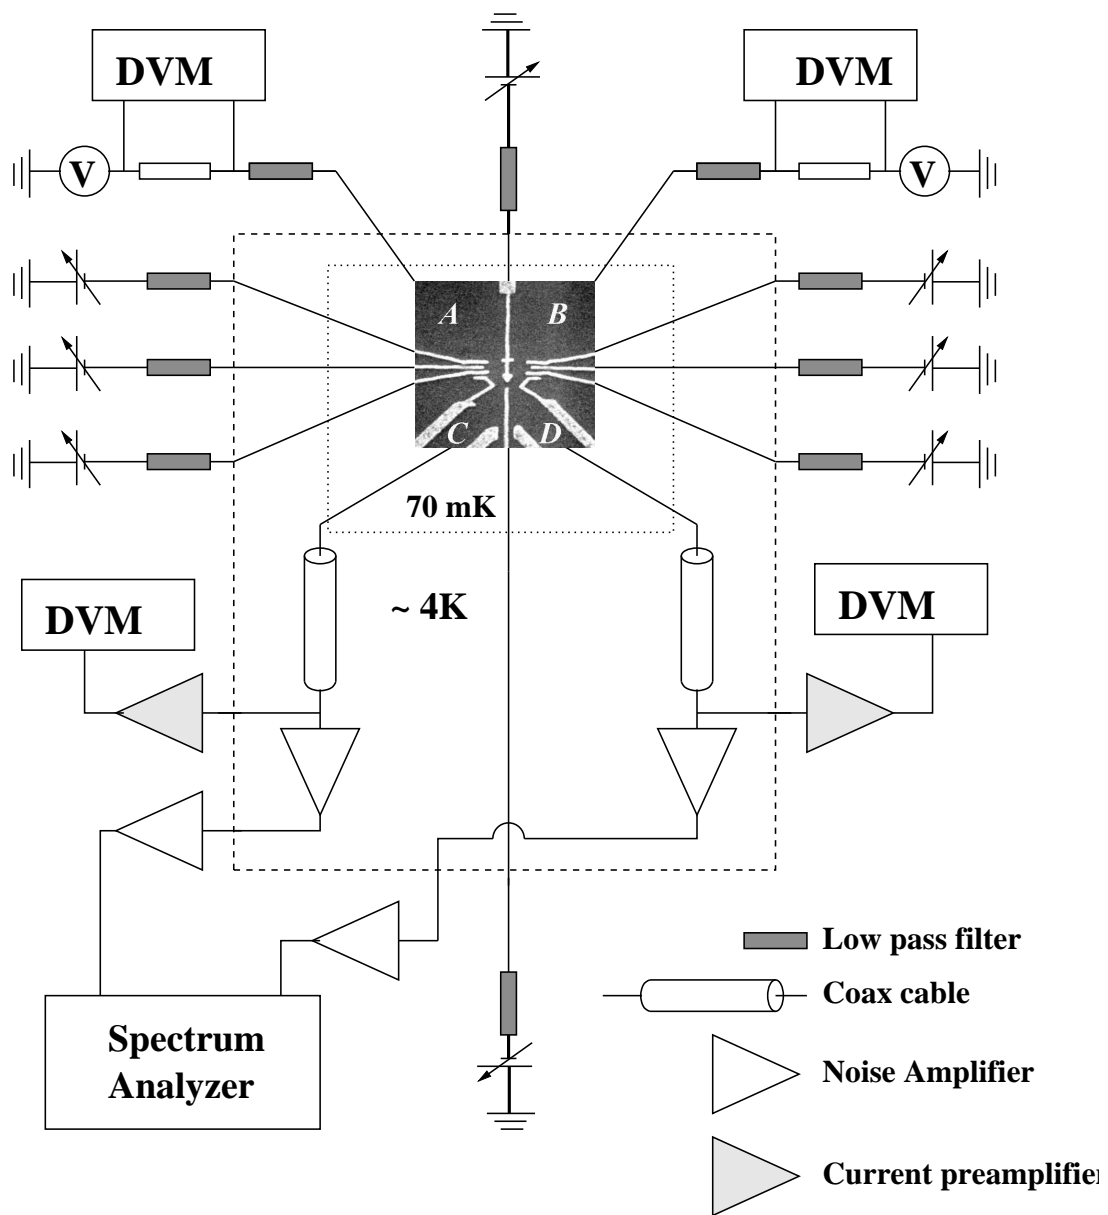 DVM
DVM
V
V
A
B
C
D
70 mK
~ 4K
DVM
DVM
Low pass filter
Coax cable
Spectrum
Analyzer
Noise Amplifier
Current preamplifier